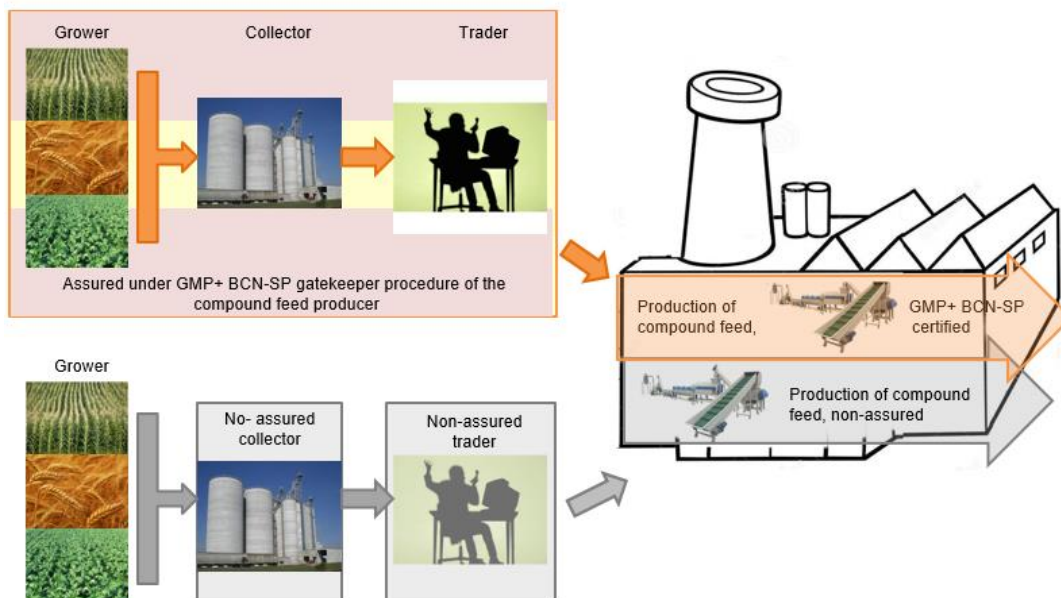 Grower
Collector
Trader
Assured under GMP+ BCN-SP gatekeeper procedure of the
compound feed producer
Production of
compound feed,
GMP+ BCN-SP
certified
Production of compound
feed, non-assured
Grower
No- assured
collector
Non-assured
trader